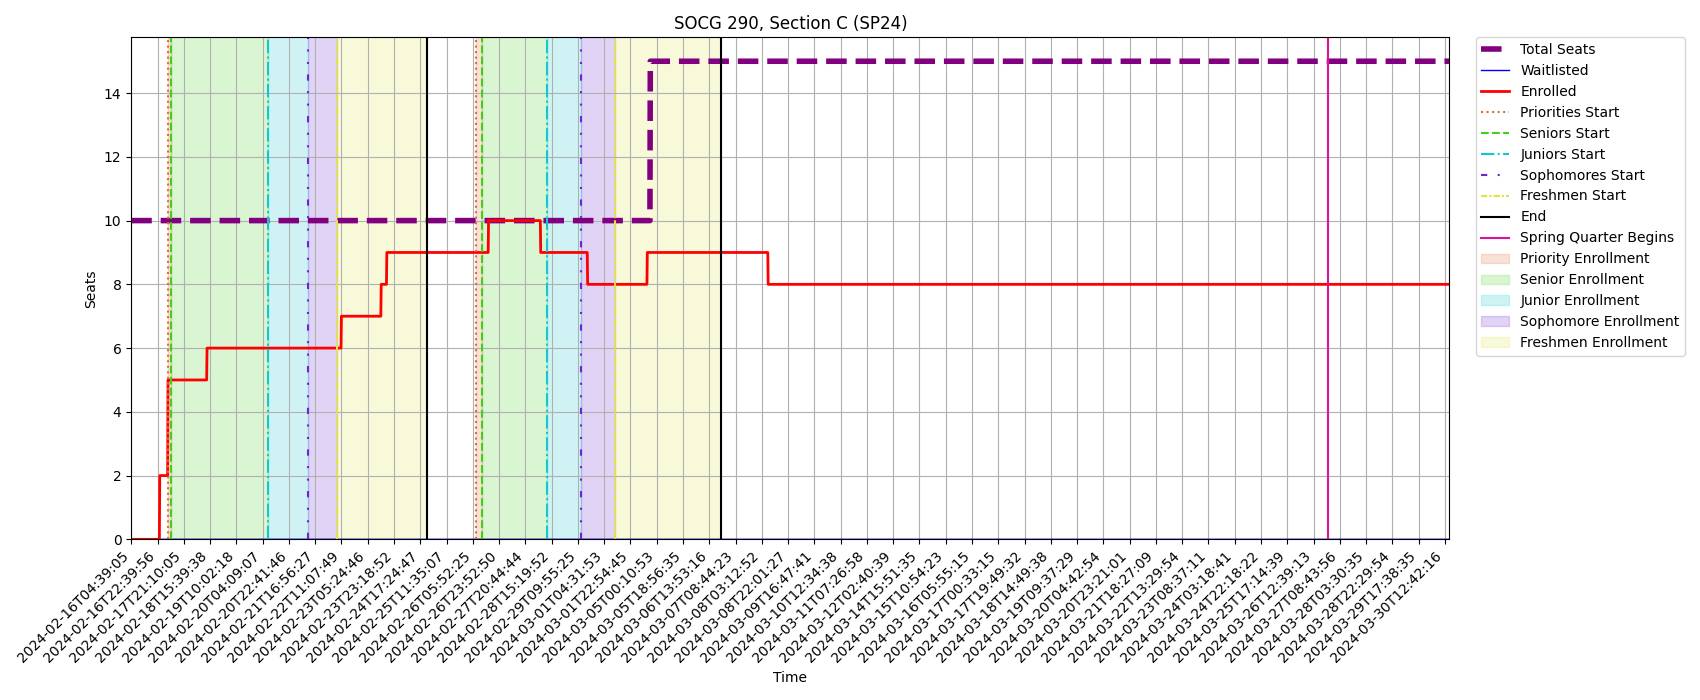 SOCG 290, Section C (SP24)
Total Seats
Waitlisted
Enrolled
Priorities Start
Seniors Start
Juniors Start
Sophomores Start
Freshmen Start
End
Spring Quarter Begins
Priority Enrollment
Senior Enrollment
Junior Enrollment
Sophomore Enrollment
Freshmen Enrollment
Seats
14
12
10
8
6
4
2
0
2024-02-16T04:39:05
2024-02-16T22:39:56
2024-02-17T21:10:05
2024-02-18T15:39:38
2024-02-19T10:02:18
2024-02-20T04:09:07
2024-02-20T22:41:46
2024-02-21T16:56:27
2024-02-22T11:07:49
2024-02-23T05:24:46
2024-02-23T23:18:52
2024-02-24T17:24:47
2024-02-25T11:35:07
2024-02-26T05:52:25
2024-02-26T23:52:50
2024-02-27T20:44:44
2024-02-28T15:19:52
2024-02-29T09:55:25
2024-03-01T04:31:53
2024-03-01T22:54:45
2024-03-05T00:10:53
2024-03-05T18:56:35
2024-03-06T13:53:16
2024-03-07T08:44:23
2024-03-08T03:12:52
2024-03-08T22:01:27
2024-03-09T16:47:41
2024-03-10T12:34:38
2024-03-11T07:26:58
2024-03-12T02:40:39
2024-03-14T15:51:35
2024-03-15T10:54:23
2024-03-16T05:55:15
2024-03-17T00:33:15
2024-03-17T19:49:32
2024-03-18T14:49:38
2024-03-19T09:37:29
2024-03-20T04:42:54
2024-03-20T23:21:01
2024-03-21T18:27:09
2024-03-22T13:29:54
2024-03-23T08:37:11
2024-03-24T03:18:41
2024-03-24T22:18:22
2024-03-25T17:14:39
2024-03-26T12:39:13
2024-03-27T08:43:56
2024-03-28T03:30:35
2024-03-28T22:29:54
2024-03-29T17:38:35
2024-03-30T12:42:16
Time